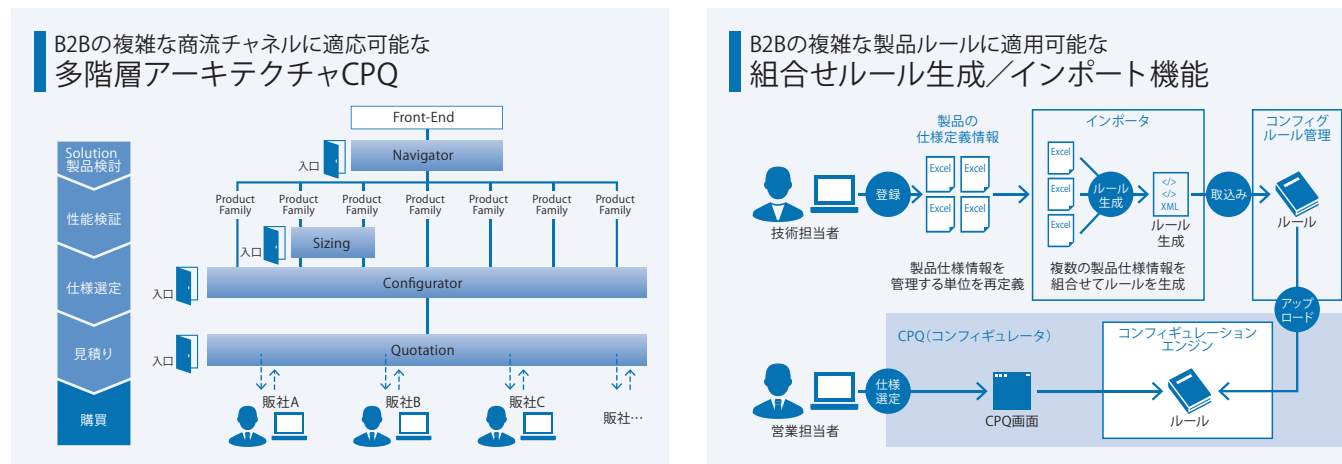 B2Bの複雑な商流チャネルに適応可能な
多階層アーキテクチャCPQ
Front-End
Navigator
入口
Solution
製品検討
Product
Family
Product
Family
Product
Family
Product
Family
Product
Family
Product
Family
Product
Family
性能検証
入口
Sizing
仕様選定
入口
Configurator
見積り
入口
Quotation
購買
販社A
販社B
販社C
販社…
B2Bの複雑な製品ルールに適用可能な
組合せルール生成／インポート機能
製品の
仕様定義情報
インポータ
コンフィグ
ルール管理
技術担当者
登録
Excel
Excel
Excel
Excel
Excel
Excel
Excel
ルール
生成
</>
</>
XML
ルール
生成
取込み
ルール
製品仕様情報を
管理する単位を再定義
複数の製品仕様情報を
組合せてルールを生成
アップ
ロード
CPQ（コンフィギュレータ）
コンフィギュレーション
エンジン
営業担当者
仕様
選定
CPQ画面
ルール